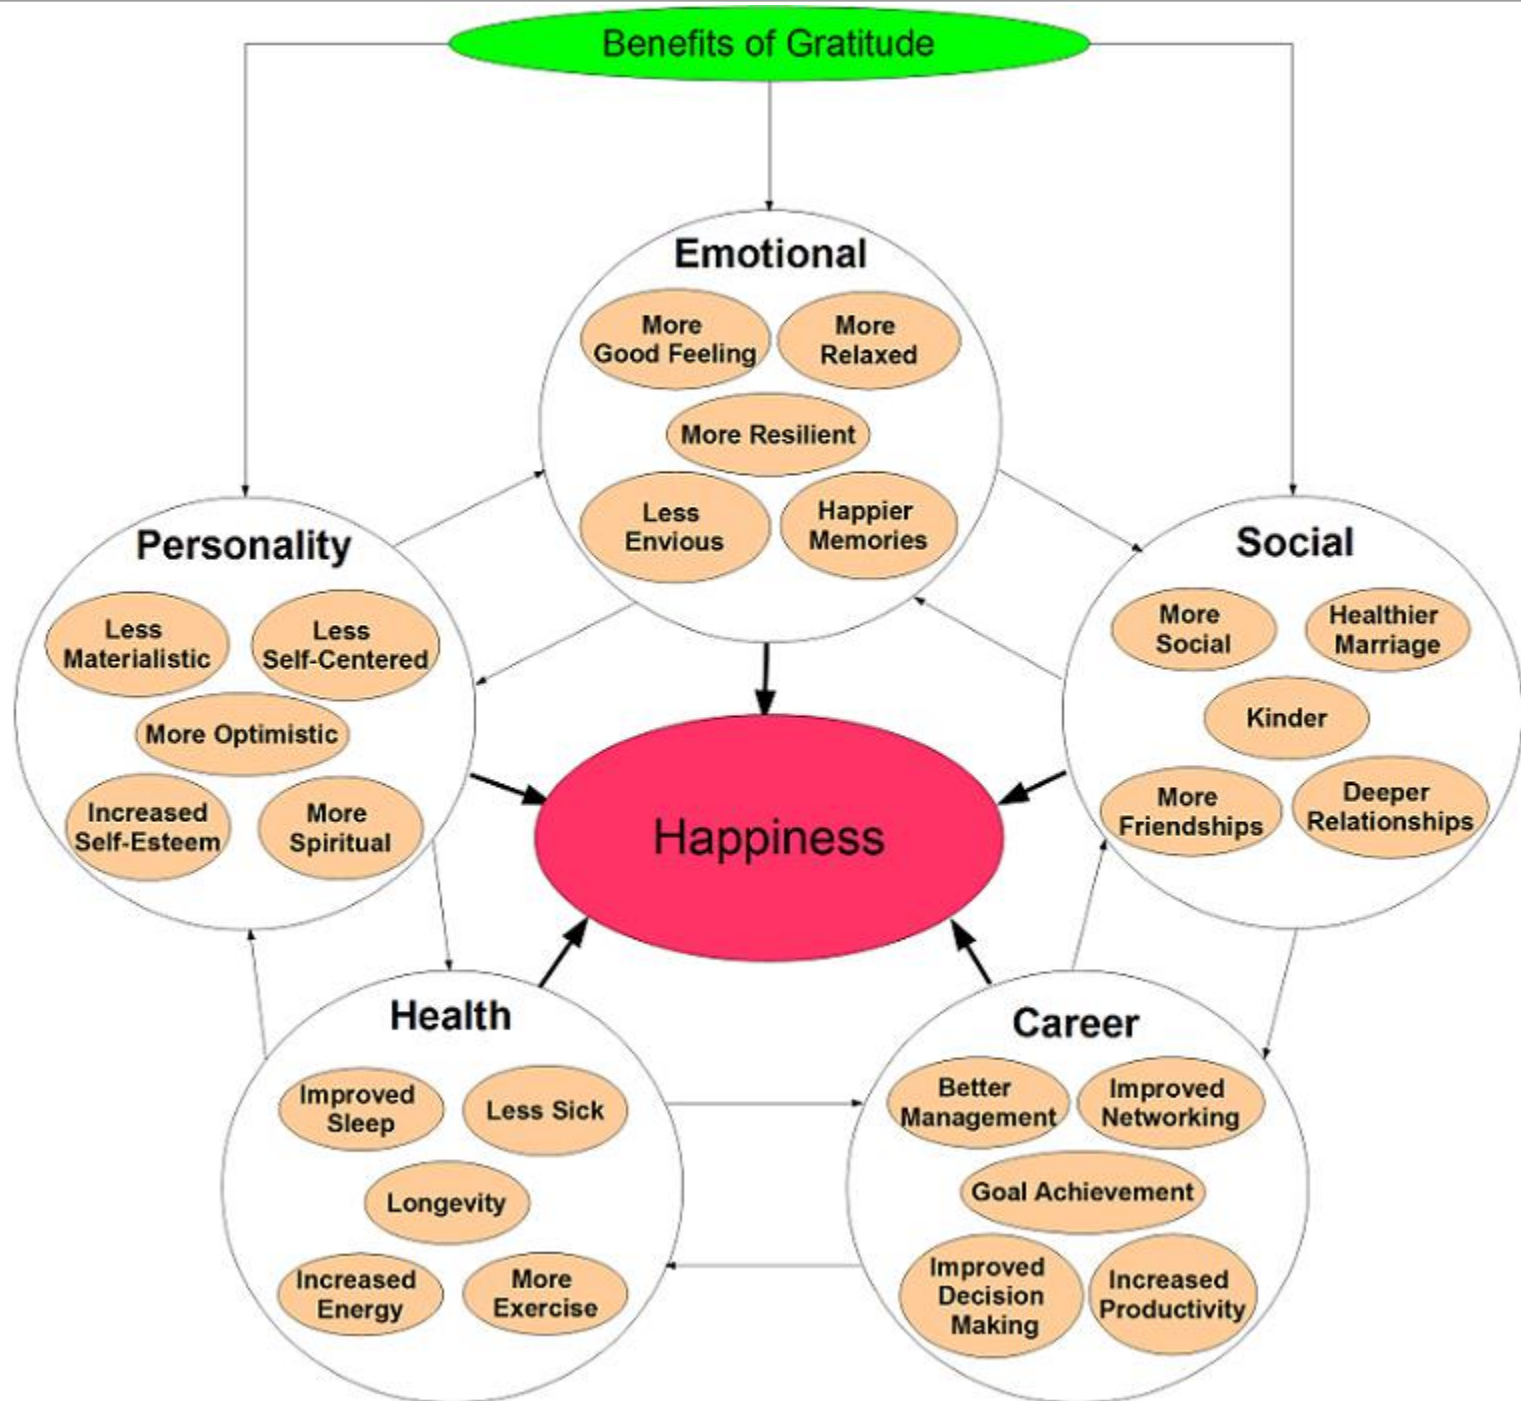 Benefits of Gratitude
Emotional
More
Good Feeling
More
Relaxed
More Resilient
Less
Envious
Happier
Memories
Personality
Less
Materialistic
Less
Self-Centered
More Optimistic
Increased
Self-Esteem
More
Spiritual
Social
More
Social
Healthier
Marriage
Kinder
More
Friendships
Deeper
Relationships
Happiness
Health
Improved
Sleep
Less Sick
Longevity
Increased
Energy
More
Exercise
Career
Better
Management
Improved
Networking
Goal Achievement
Improved
Decision
Making
Increased
Productivity